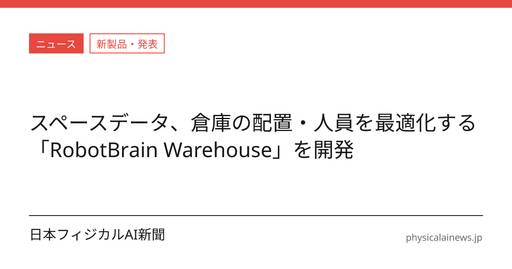 ニュース 新製品・発表
スペースデータ、倉庫の配置・人員を最適化する
「RobotBrain Warehouse」を開発
日本フィジカルAI新聞
physicalainews.jp